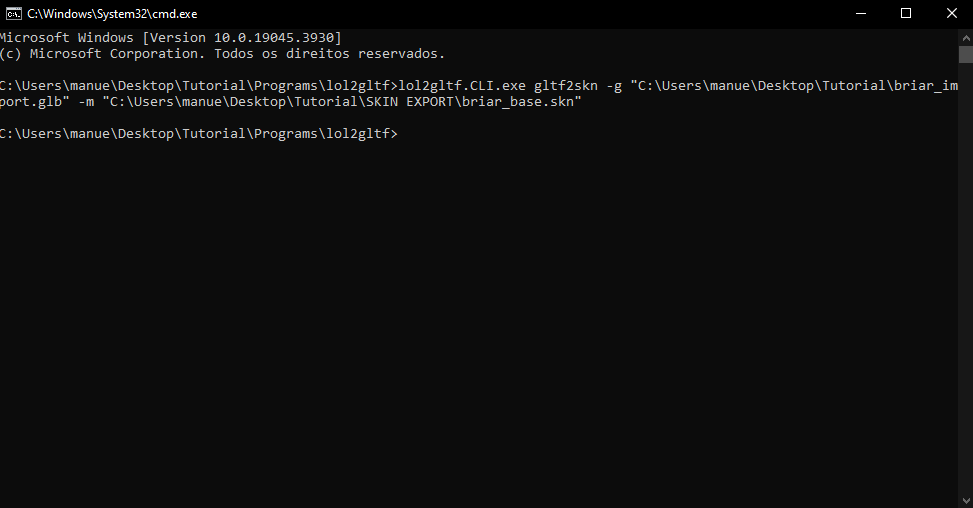 C:\Windows\System32\cmd.exe
Microsoft Windows [Version 10.0.19045.3930]
(c) Microsoft Corporation. Todos os direitos reservados.
C:\Users\manue\Desktop\Tutorial\Programs\lol2gltf>lol2gltf.CLI.exe gltf2skn -g "C:\Users\manue\Desktop\Tutorial\briar_im
port.glb" -m "C:\Users\manue\Desktop\Tutorial\SKIN EXPORT\briar_base.skn"
C:\Users\manue\Desktop\Tutorial\Programs\lol2gltf>